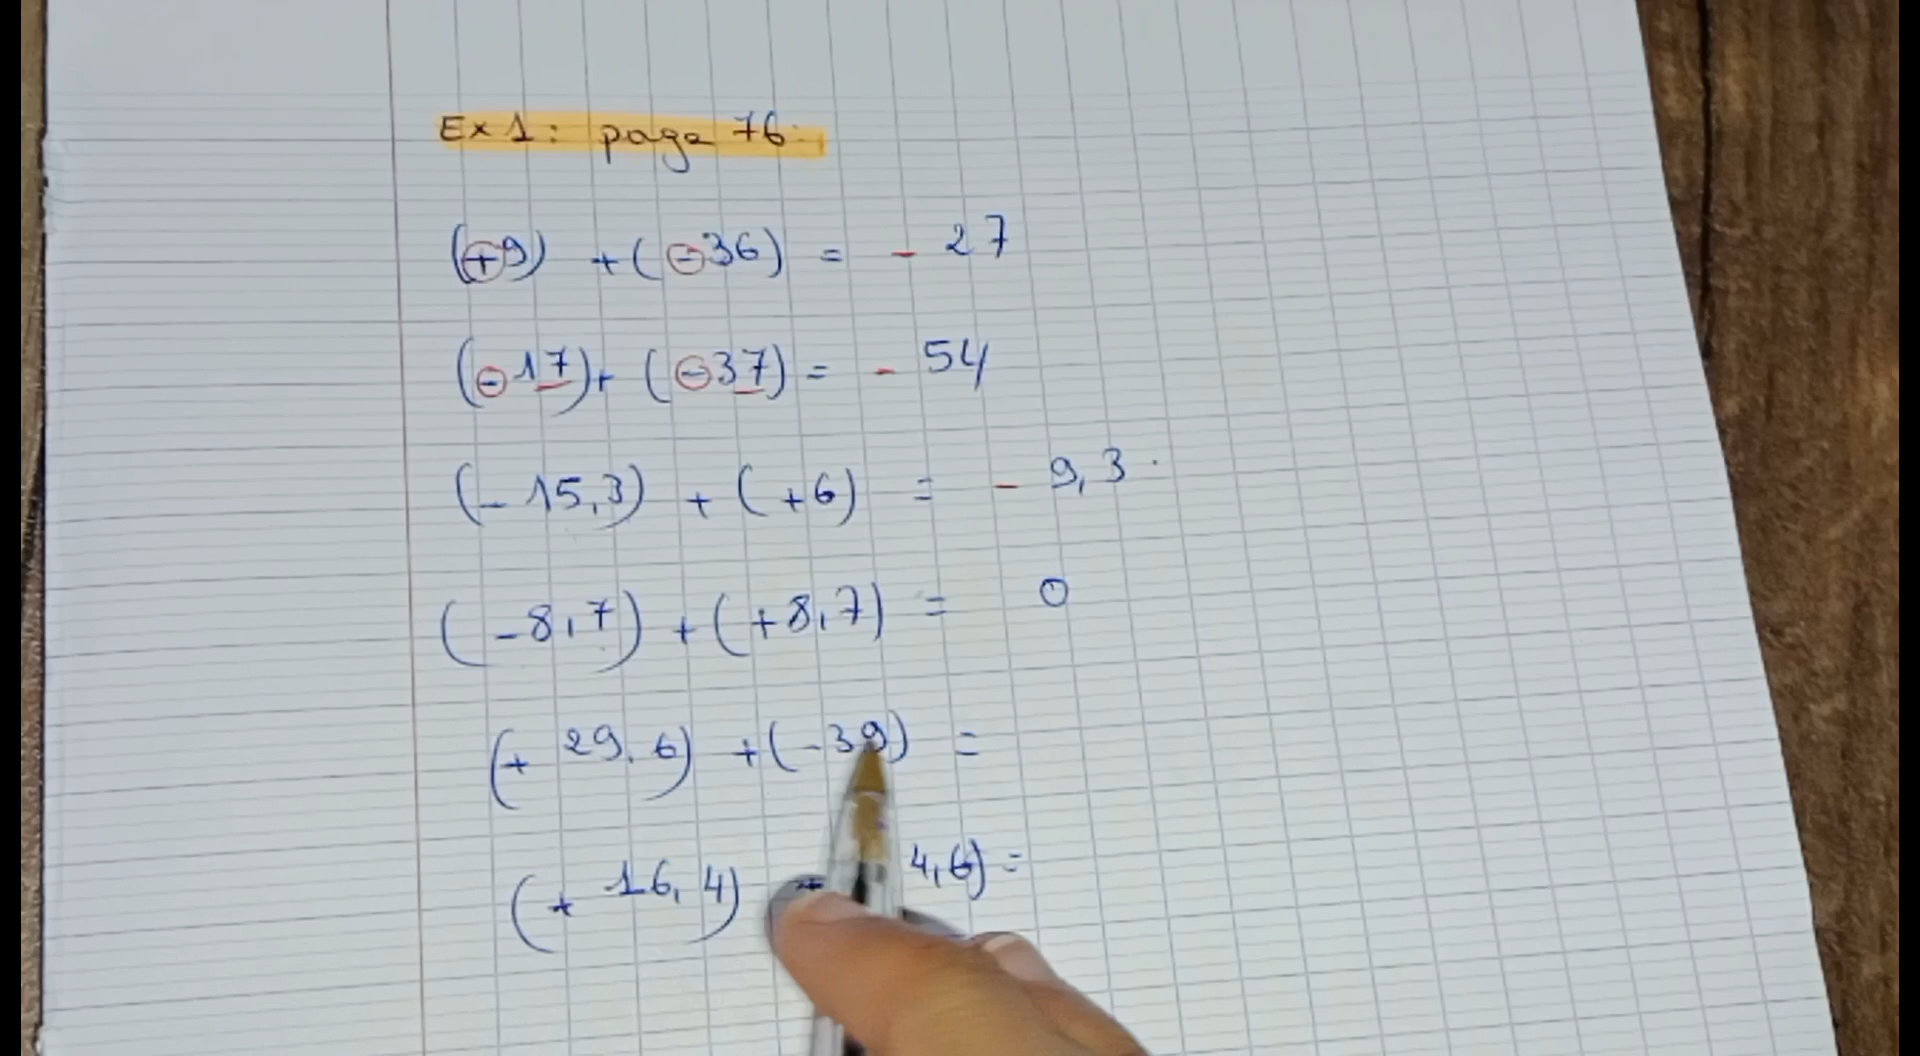 Ex 1: page 76.
(+9) + (-36) = - 27
(-17) + (-37) = - 54
(- 15,3) + (+6) = - 9,3.
(-8,7) + (+8,7) = 0
(+ 29,6) + (-39) =
(+ 16,4) 4,6) =